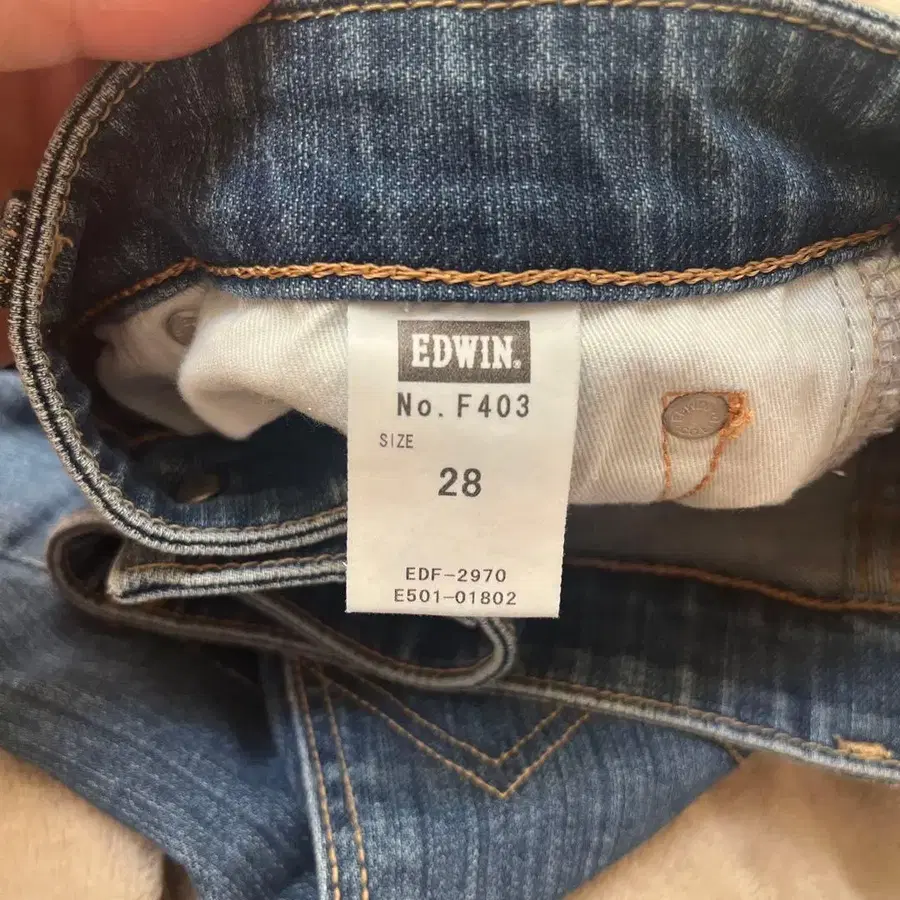 EDWIN.
No. F403
SIZE
28
EDF-2970
E501-01802